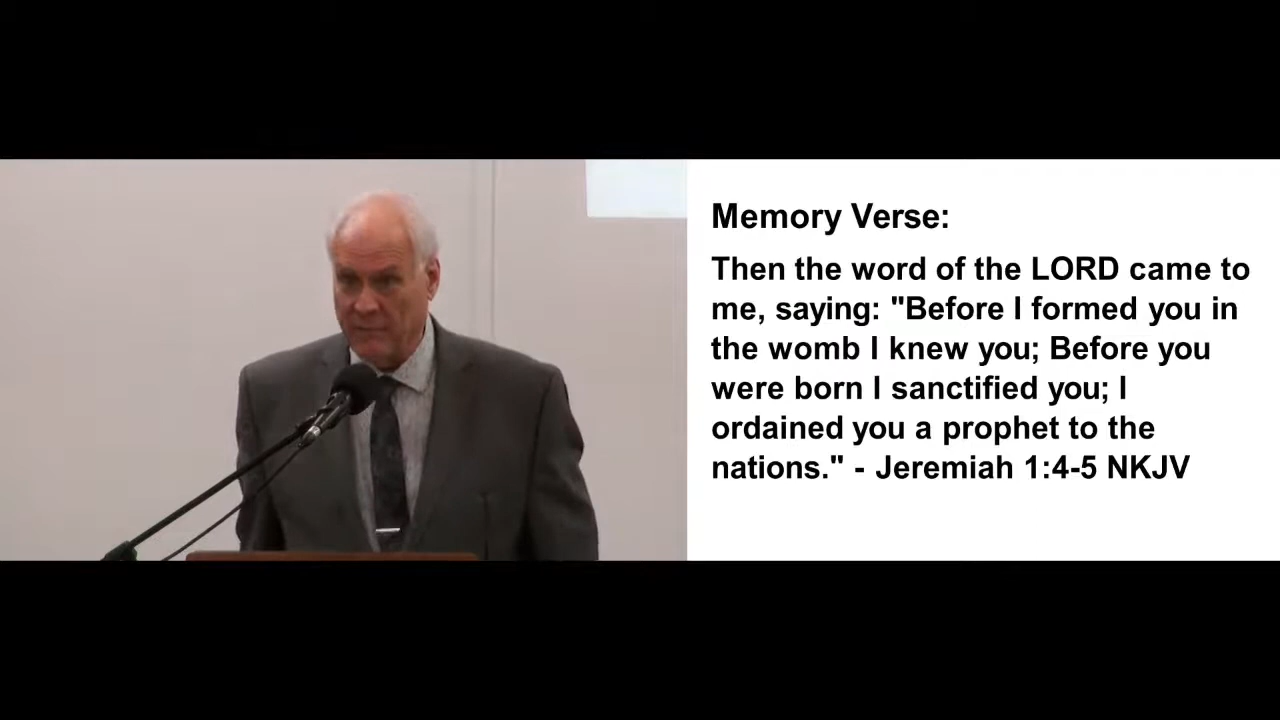 Memory Verse:
Then the word of the LORD came to
me, saying: "Before I formed you in
the womb I knew you; Before you
were born I sanctified you; I
ordained you a prophet to the
nations." - Jeremiah 1:4-5 NKJV